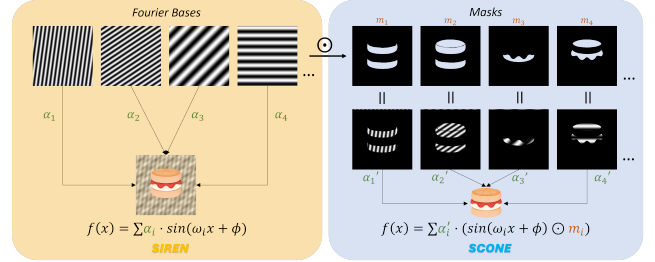 Fourier Bases
Masks
m₁ m₂ m₃ m₄
⊙
... ...
= = = =
α₁ α₂ α₃ α₄
...
α₁′ α₂′ α₃′ α₄′
f(x) = ∑αᵢ · sin(ωᵢx + ϕ)
f(x) = ∑αᵢ′ · (sin(ωᵢx + ϕ) ⊙ mᵢ)
SIREN
SCONE